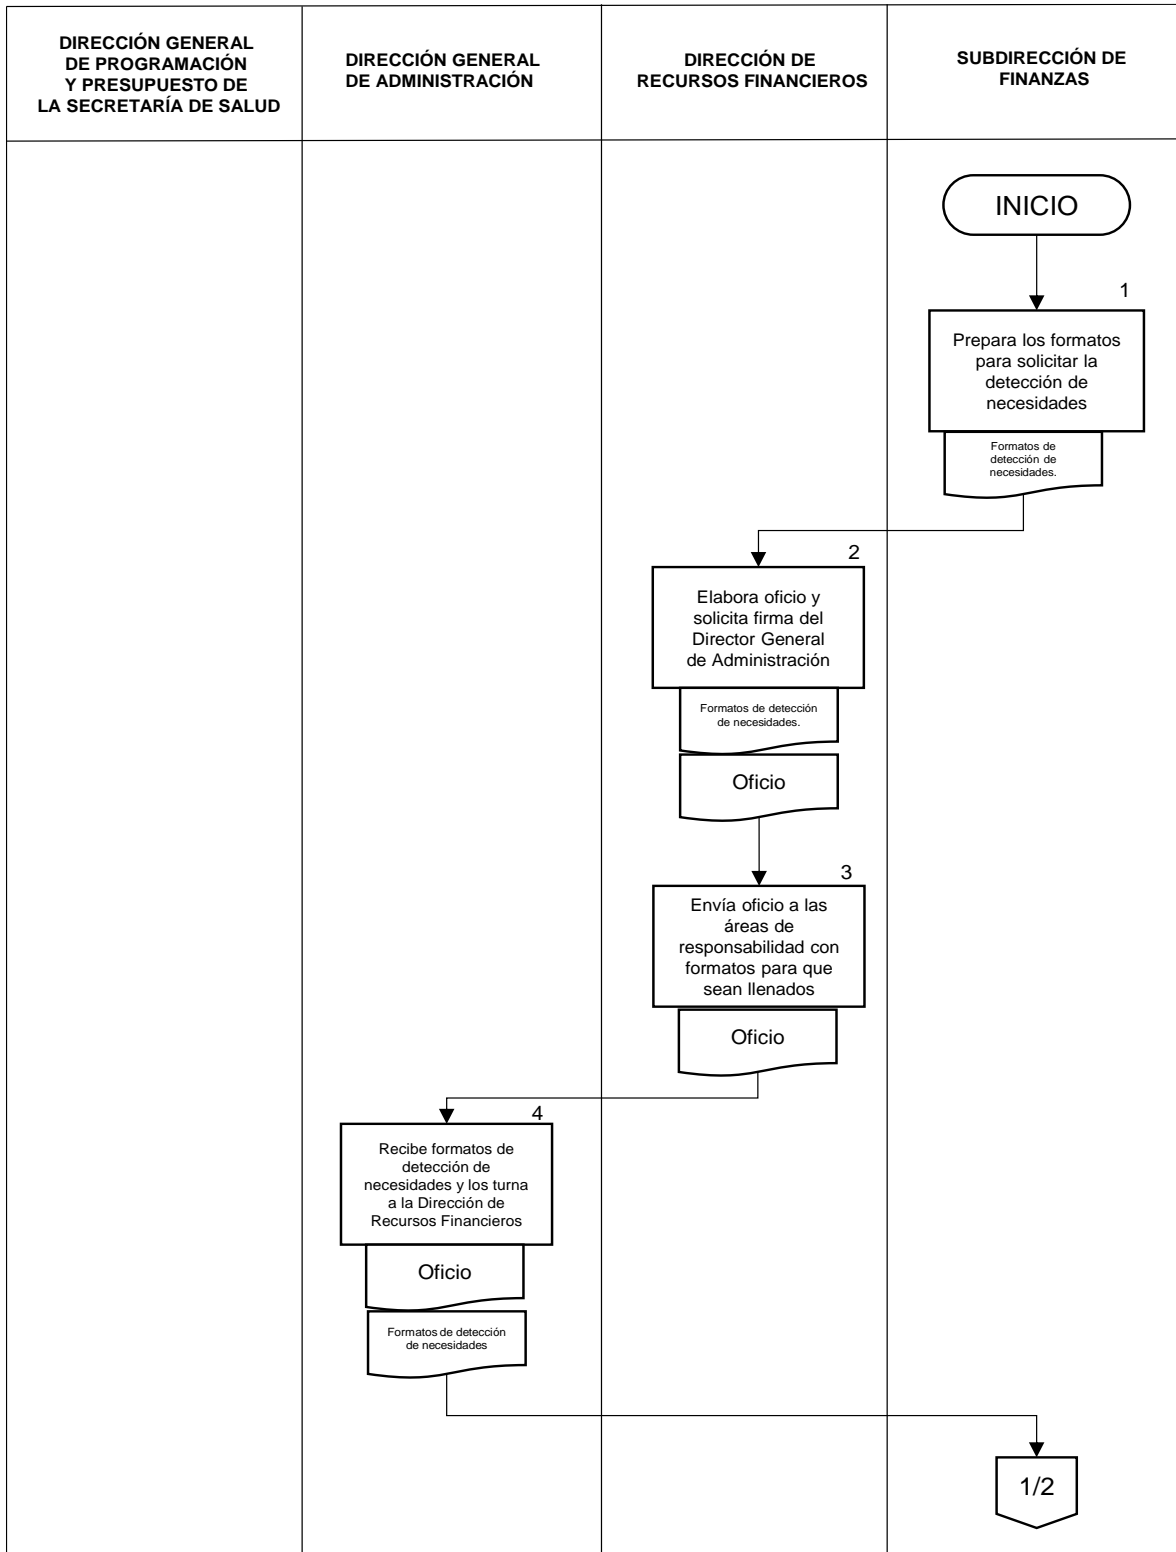 DIRECCIÓN GENERAL
DE PROGRAMACIÓN
Y PRESUPUESTO DE
LA SECRETARÍA DE SALUD
DIRECCIÓN GENERAL
DE ADMINISTRACIÓN
DIRECCIÓN DE
RECURSOS FINANCIEROS
SUBDIRECCIÓN DE
FINANZAS
INICIO
1
Prepara los formatos
para solicitar la
detección de
necesidades
Formatos de
detección de
necesidades.
2
Elabora oficio y
solicita firma del
Director General
de Administración
Formatos de detección
de necesidades.
Oficio
3
Envía oficio a las
áreas de
responsabilidad con
formatos para que
sean llenados
Oficio
4
Recibe formatos de
detección de
necesidades y los turna
a la Dirección de
Recursos Financieros
Oficio
Formatos de detección
de necesidades
1/2